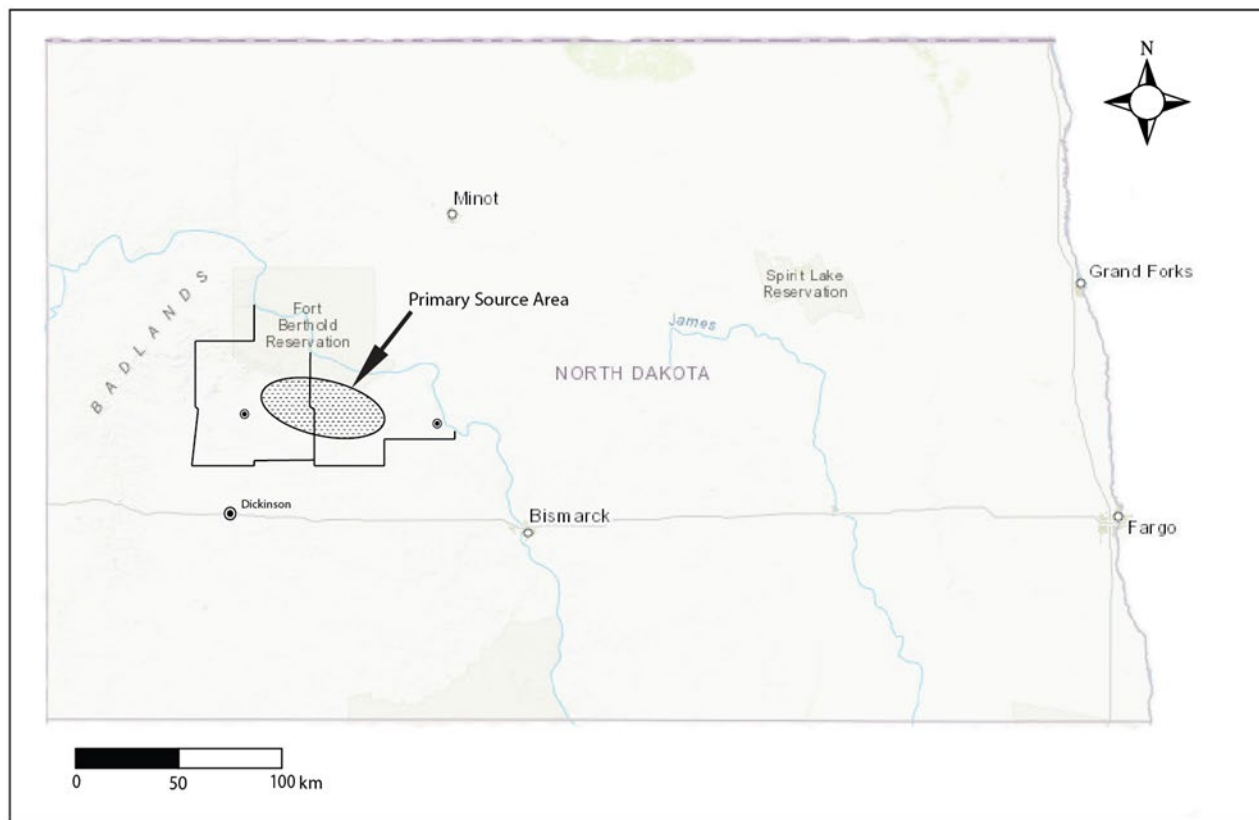 N
Minot
Grand Forks
Spirit Lake
Reservation
BADLANDS
Fort
Berthold
Reservation
Primary Source Area
James
NORTH DAKOTA
Dickinson
Bismarck
Fargo
0 50 100 km